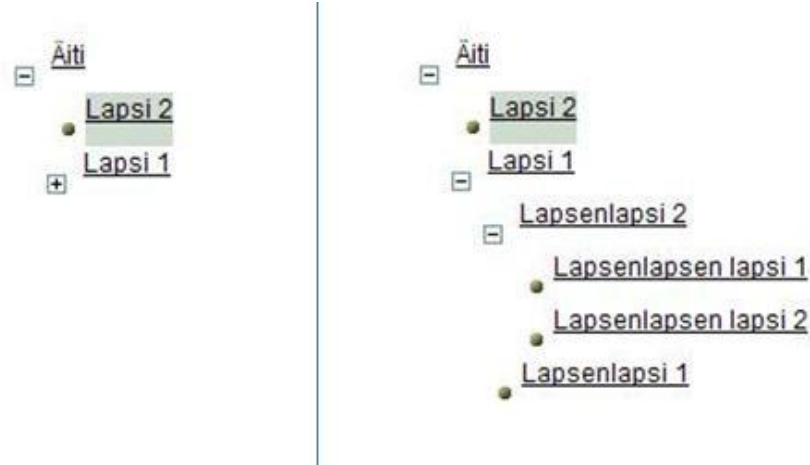 Äiti
Lapsi 2
Lapsi 1
Äiti
Lapsi 2
Lapsi 1
Lapsenlapsi 2
Lapsenlapsen lapsi 1
Lapsenlapsen lapsi 2
Lapsenlapsi 1